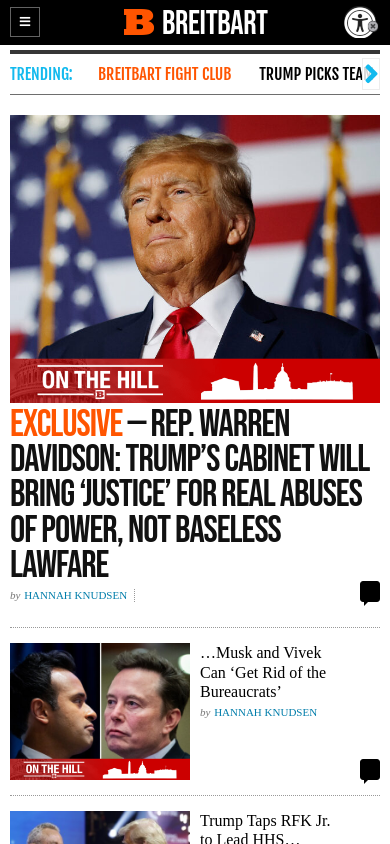 BREITBART
TRENDING:
BREITBART FIGHT CLUB
TRUMP PICKS TEA
ON THE HILL
B
EXCLUSIVE — REP. WARREN
DAVIDSON: TRUMP’S CABINET WILL
BRING ‘JUSTICE’ FOR REAL ABUSES
OF POWER, NOT BASELESS
LAWFARE
by HANNAH KNUDSEN
…Musk and Vivek
Can ‘Get Rid of the
Bureaucrats’
by HANNAH KNUDSEN
ON THE HILL
Trump Taps RFK Jr.
to Lead HHS…